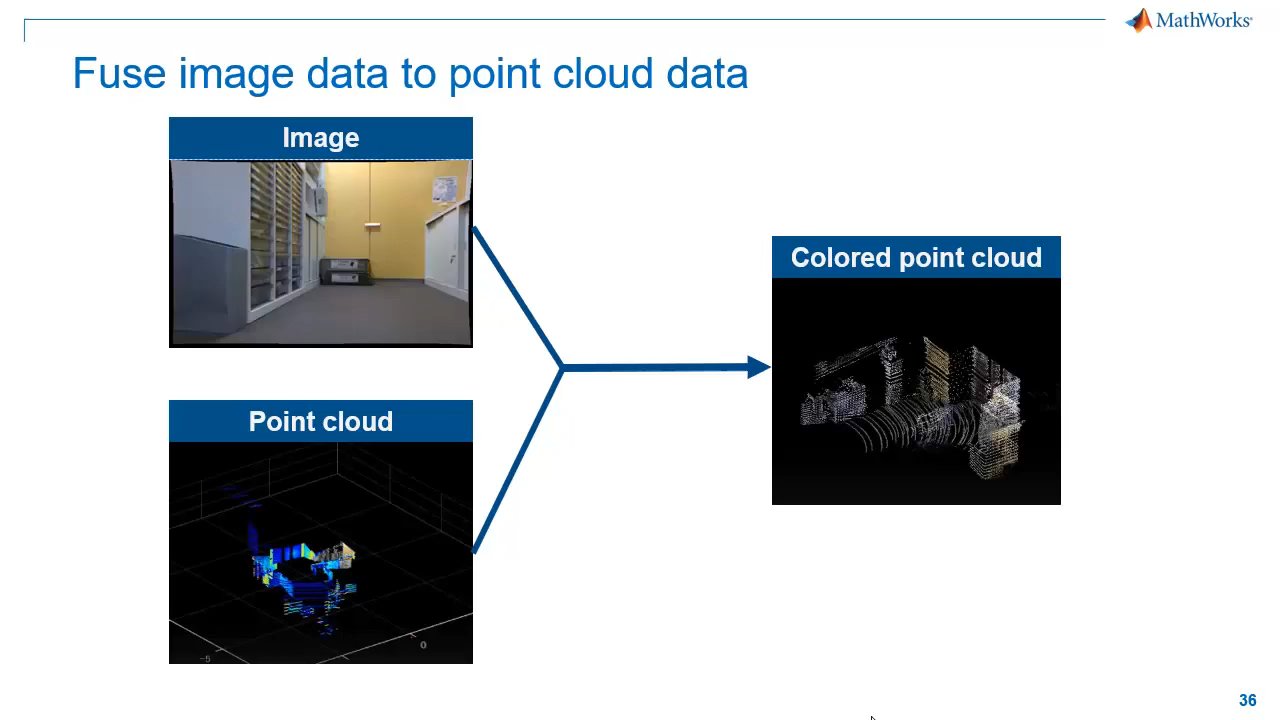 MathWorks
Fuse image data to point cloud data
Image
Point cloud
-5
0
Colored point cloud
36